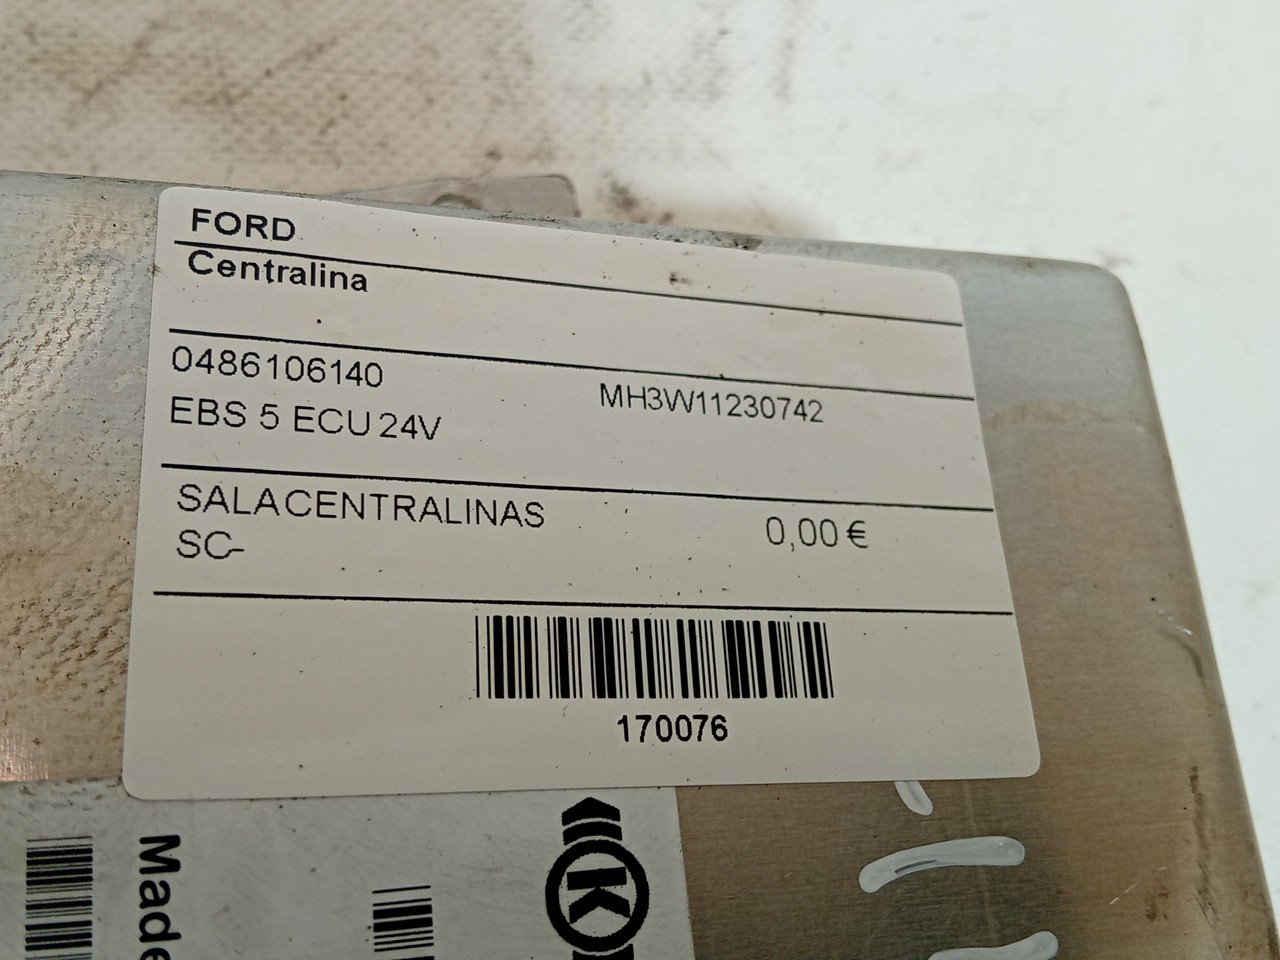 FORD
Centralina
0486106140 MH3W11230742
EBS 5 ECU 24V
SALACENTRALINAS 0,00 €
SC-
170076
Made
K